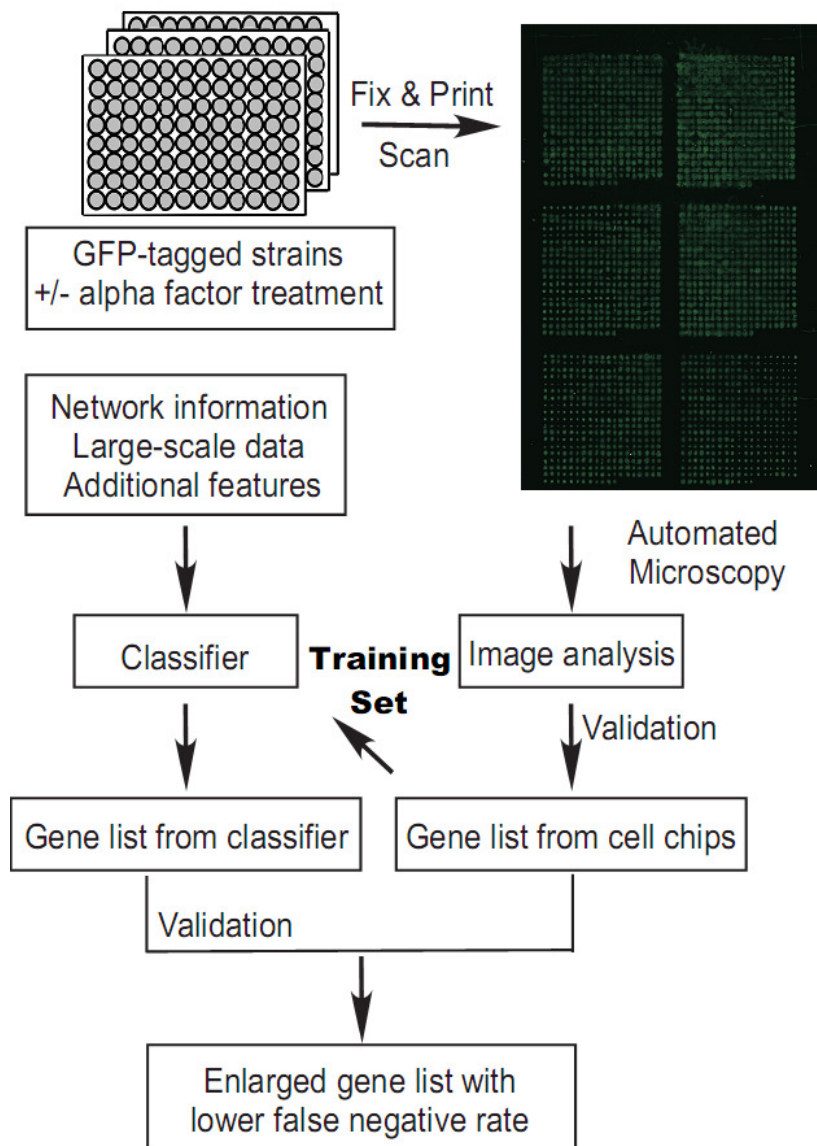 Fix & Print
Scan
GFP-tagged strains
+/- alpha factor treatment
Network information
Large-scale data
Additional features
Automated
Microscopy
Classifier
Training
Set
Image analysis
Validation
Gene list from classifier
Gene list from cell chips
Validation
Enlarged gene list with
lower false negative rate